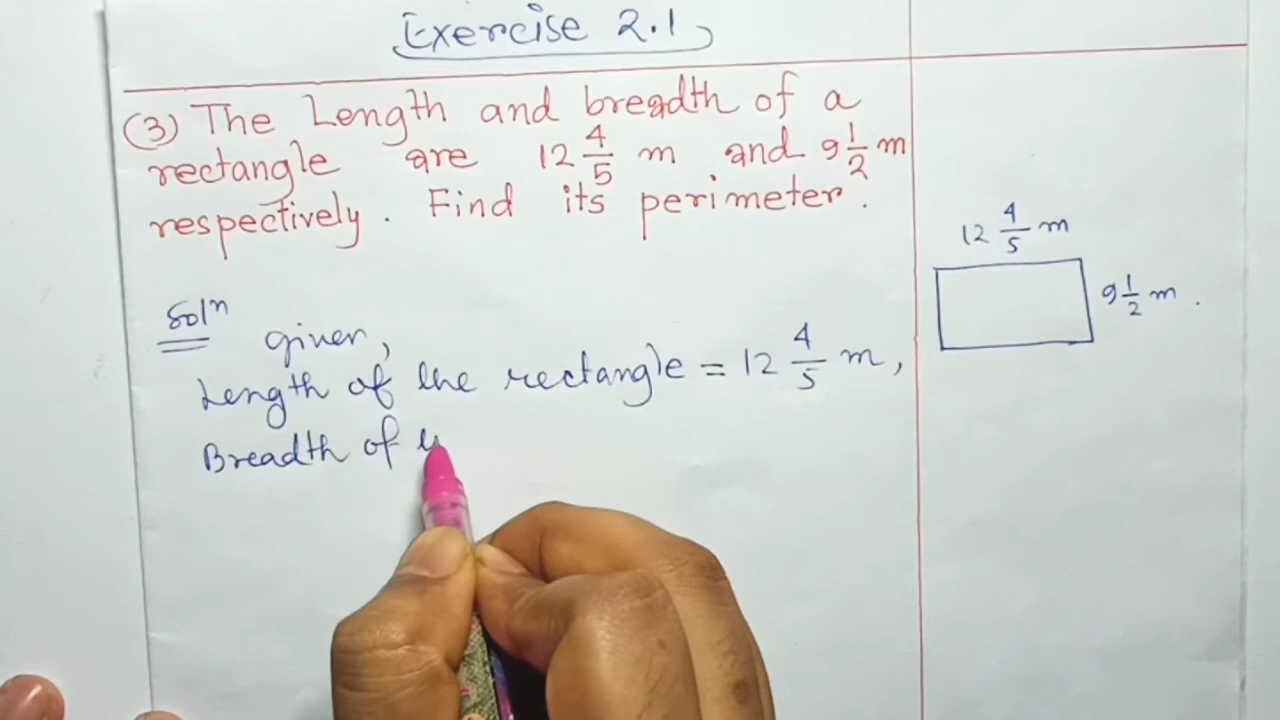 Exercise 2.1
(3) The Length and breadth of a
rectangle are 12 4/5 m and 9 1/2 m
respectively. Find its perimeter.
12 4/5 m
9 1/2 m.
Solⁿ
given,
Length of the rectangle = 12 4/5 m,
Breadth of